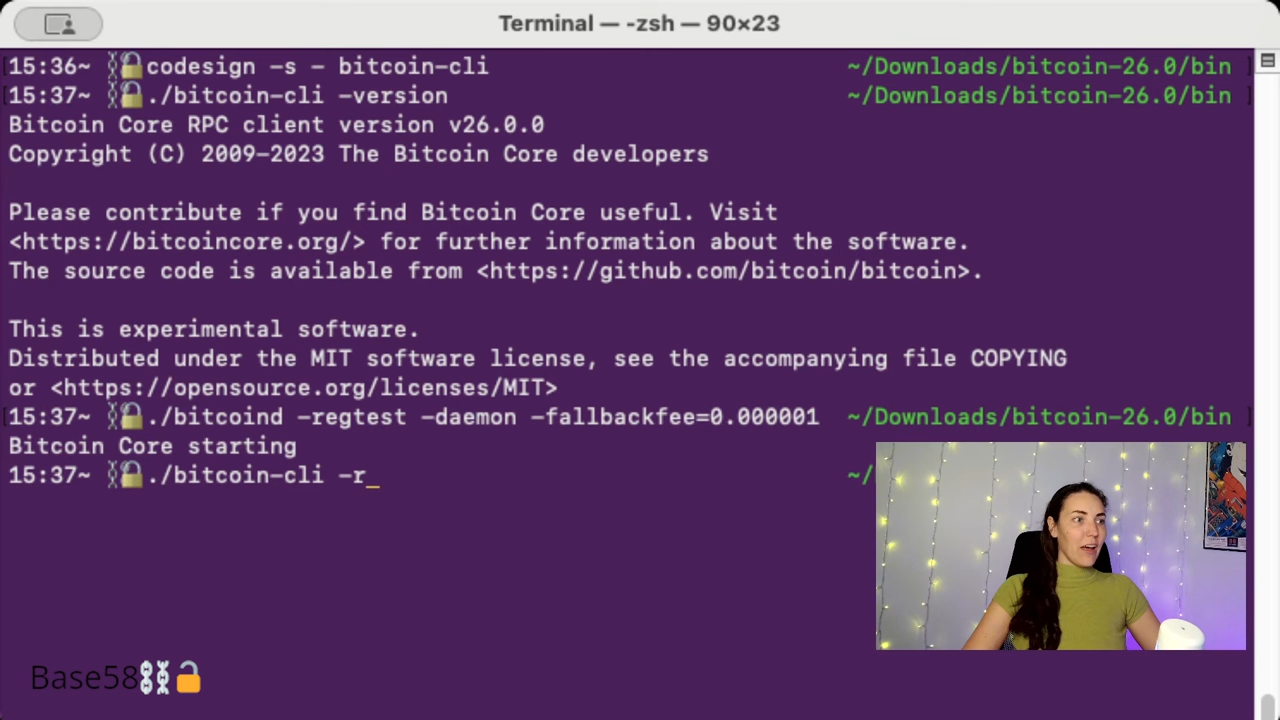 Terminal — -zsh — 90×23
15:36~ codesign -s - bitcoin-cli ~/Downloads/bitcoin-26.0/bin
15:37~ ./bitcoin-cli -version ~/Downloads/bitcoin-26.0/bin
Bitcoin Core RPC client version v26.0.0
Copyright (C) 2009-2023 The Bitcoin Core developers
Please contribute if you find Bitcoin Core useful. Visit
<https://bitcoincore.org/> for further information about the software.
The source code is available from <https://github.com/bitcoin/bitcoin>.
This is experimental software.
Distributed under the MIT software license, see the accompanying file COPYING
or <https://opensource.org/licenses/MIT>
15:37~ ./bitcoind -regtest -daemon -fallbackfee=0.000001 ~/Downloads/bitcoin-26.0/bin
Bitcoin Core starting
15:37~ ./bitcoin-cli -r_ ~/
Base58